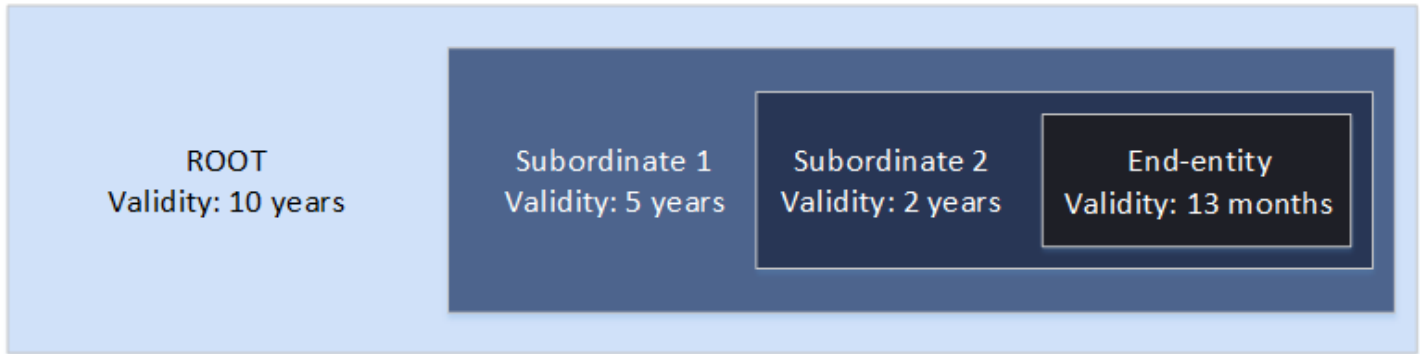 ROOT
Validity: 10 years
Subordinate 1
Validity: 5 years
Subordinate 2
Validity: 2 years
End-entity
Validity: 13 months